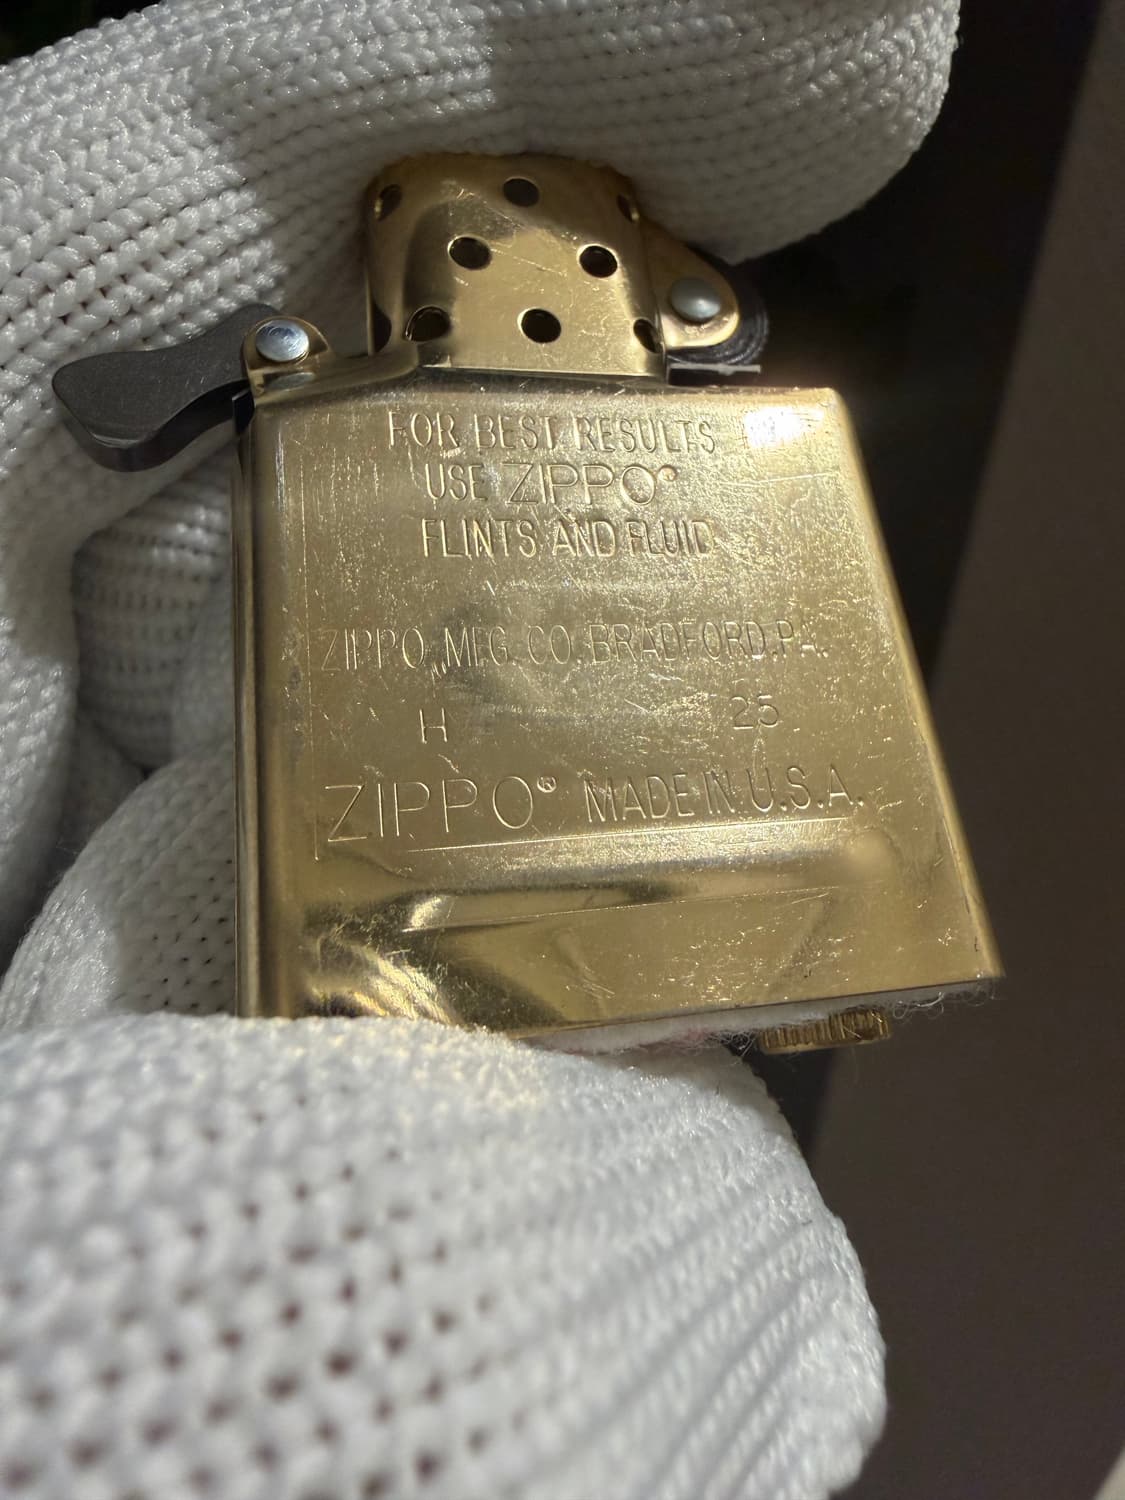 FOR BEST RESULTS
USE ZIPPO®
FLINTS AND FLUID
ZIPPO MFG. CO. BRADFORD, PA.
H 25
ZIPPO® MADE IN U.S.A.